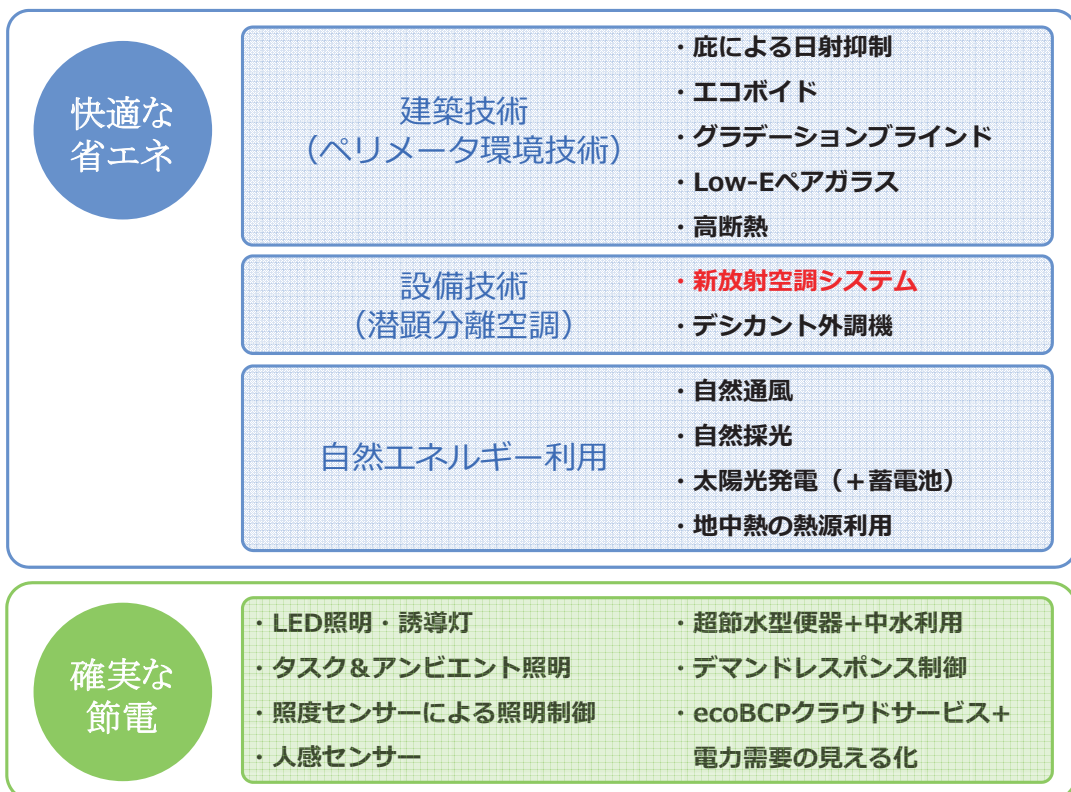 快適な
省エネ
建築技術
（ペリメータ環境技術）
・庇による日射抑制
・エコボイド
・グラデーションブラインド
・Low-Eペアガラス
・高断熱
設備技術
（潜顕分離空調）
・新放射空調システム
・デシカント外調機
自然エネルギー利用
・自然通風
・自然採光
・太陽光発電（＋蓄電池）
・地中熱の熱源利用
確実な
節電
・LED照明・誘導灯
・タスク&アンビエント照明
・照度センサーによる照明制御
・人感センサー
・超節水型便器+中水利用
・デマンドレスポンス制御
・ecoBCPクラウドサービス+
電力需要の見える化